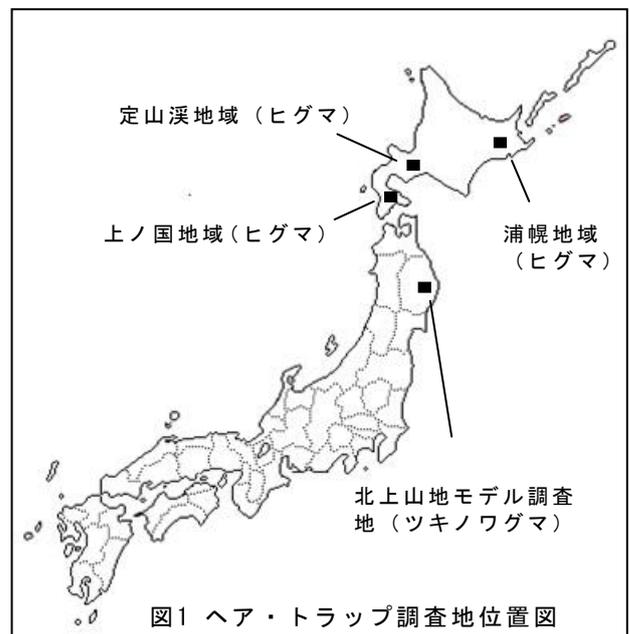 定山渓地域（ヒグマ）
上ノ国地域(ヒグマ）
浦幌地域
（ヒグマ）
北上山地モデル調査
地（ツキノワグマ）
図1 ヘア・トラップ調査地位置図